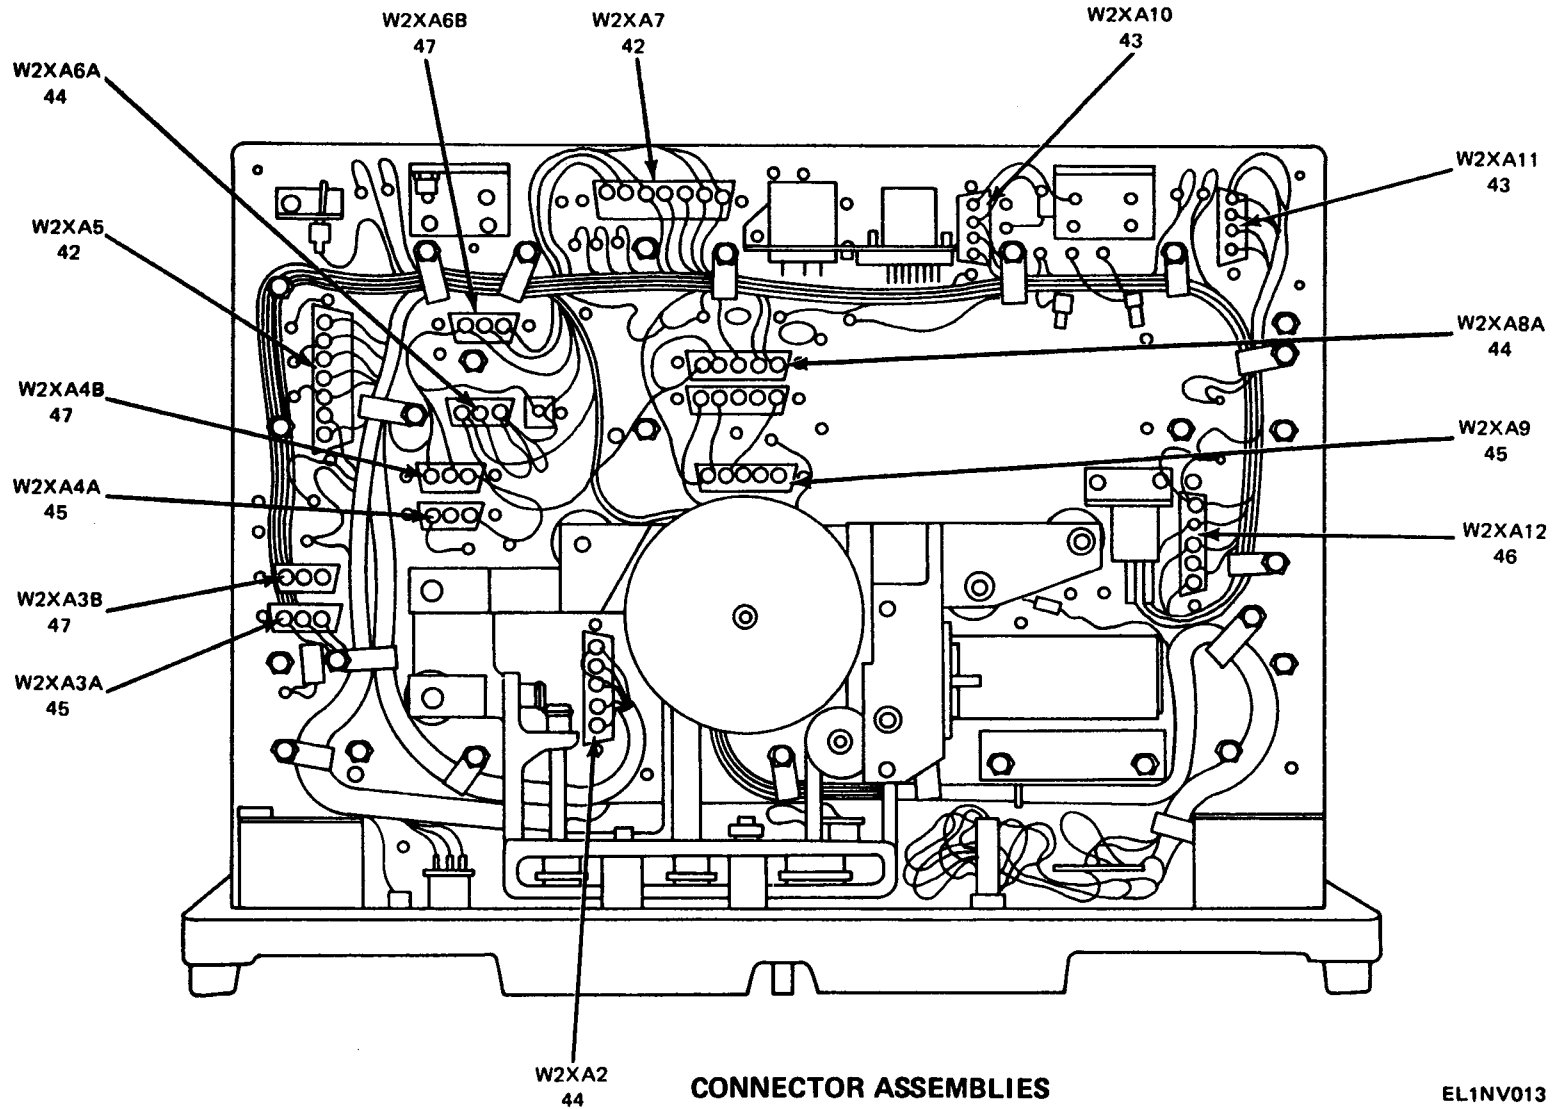 W2XA6B
47
W2XA7
42
W2XA10
43
W2XA6A
44
W2XA11
43
W2XA5
42
W2XA8A
44
W2XA4B
47
W2XA9
45
W2XA4A
45
W2XA12
46
W2XA3B
47
W2XA3A
45
W2XA2
44
CONNECTOR ASSEMBLIES
EL1NV013